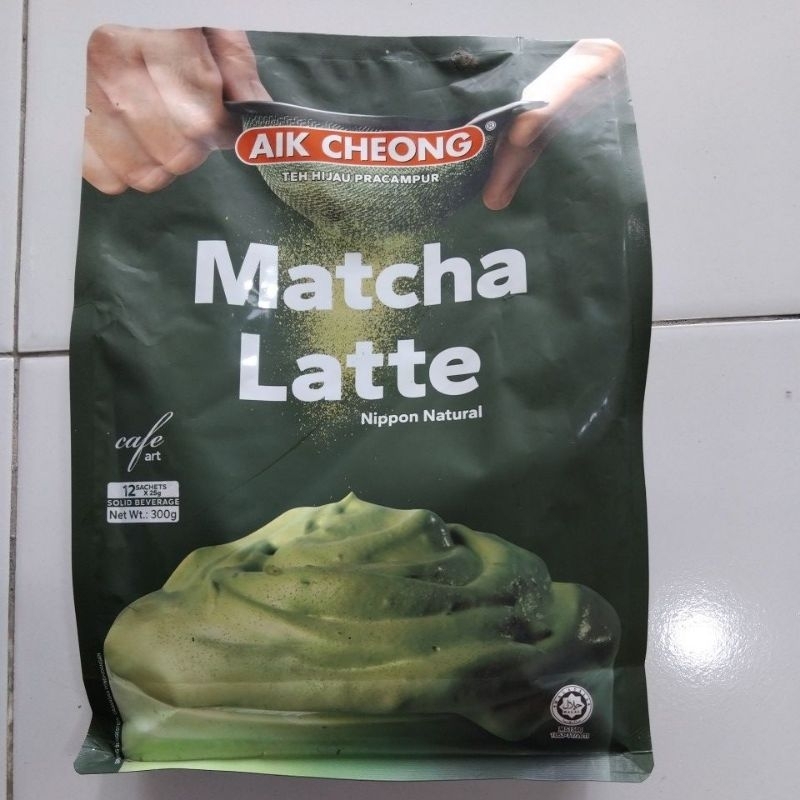 AIK CHEONG®
TEH HIJAU PRACAMPUR
Matcha
Latte
Nippon Natural
cafe
art
12 SACHETS
X 25g
SOLID BEVERAGE
Net Wt.: 300g